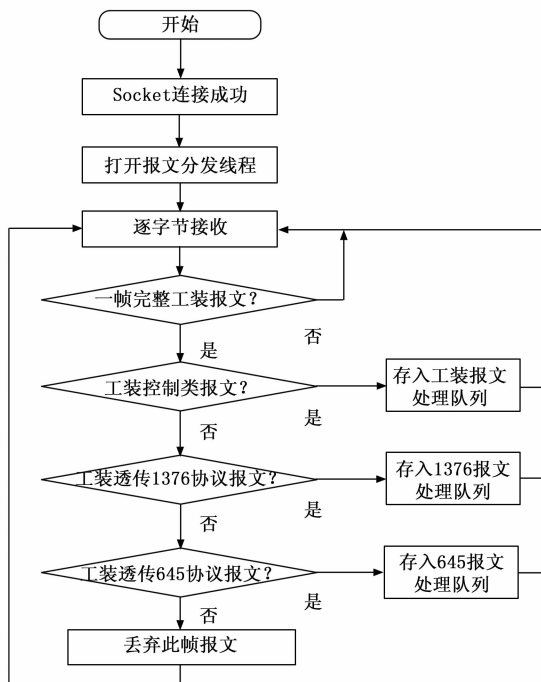 开始
Socket连接成功
打开报文分发线程
逐字节接收
一帧完整工装报文？
否
是
工装控制类报文？
存入工装报文
处理队列
是
否
工装透传1376协议报文？
存入1376报文
处理队列
是
否
工装透传645协议报文？
存入645报文
处理队列
是
否
丢弃此帧报文